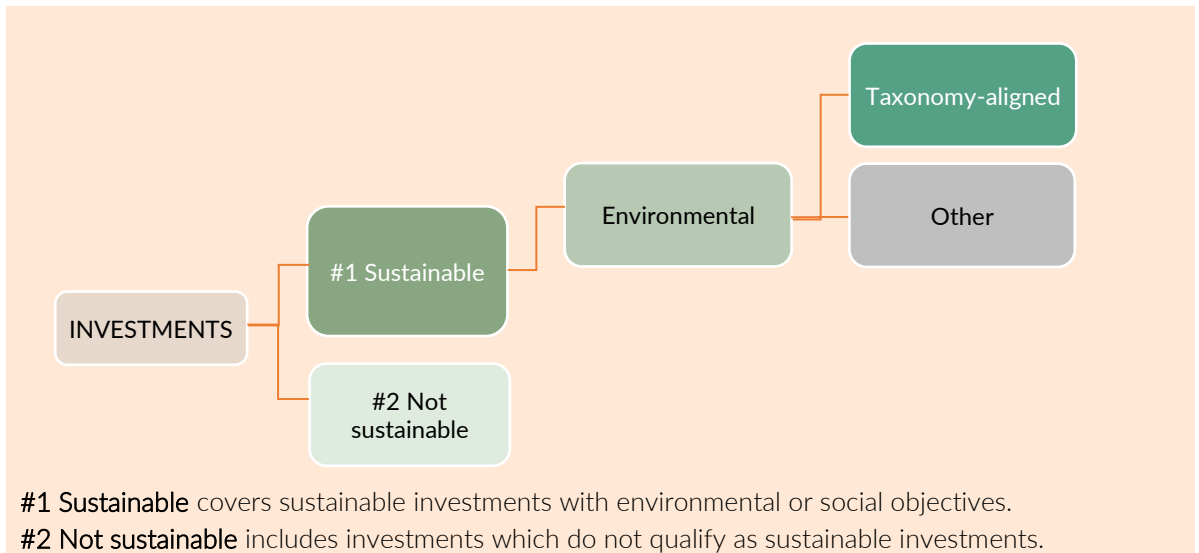 Taxonomy-aligned
Environmental
Other
#1 Sustainable
INVESTMENTS
#2 Not
sustainable
#1 Sustainable covers sustainable investments with environmental or social objectives.
#2 Not sustainable includes investments which do not qualify as sustainable investments.